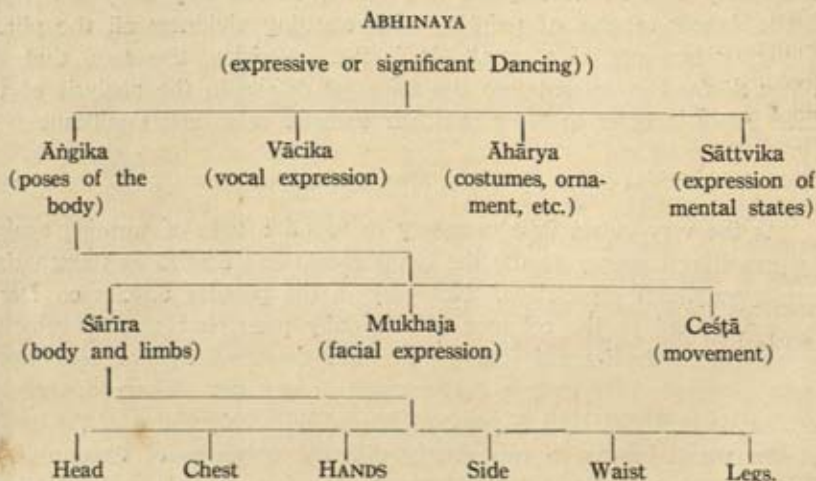 ABHINAYA
(expressive or significant Dancing))
Āṅgika Vācika Āhārya Sāttvika
(poses of the (vocal expression) (costumes, orna- (expression of
body) ment, etc.) mental states)
Śārīra Mukhaja Ceṣṭā
(body and limbs) (facial expression) (movement)
Head Chest HANDS Side Waist Legs.